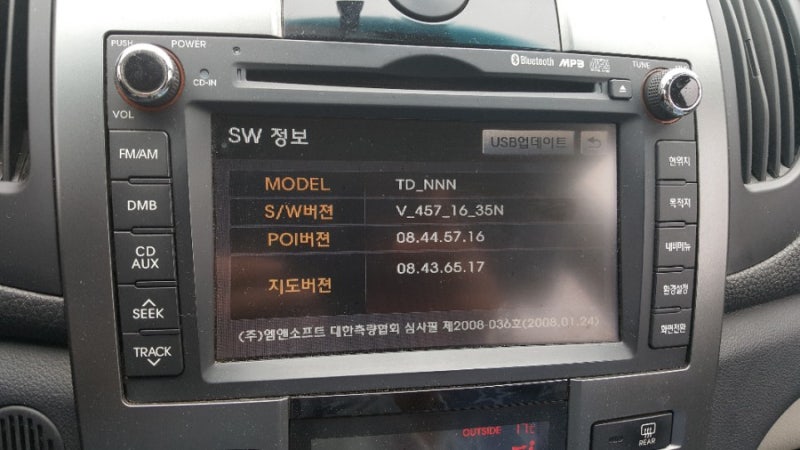 PUSH POWER
Bluetooth MP3
TUNE
CD-IN
VOL
SW 정보
USB업데이트
FM/AM
DMB
CD
AUX
SEEK
TRACK
MODEL TD_NNN
S/W버젼 V_457_16_35N
POI버젼 08.44.57.16
지도버젼 08.43.65.17
(주)엠앤소프트 대한측량협회 심사필 제2008-036호(2008.01.24)
현위치
목적지
내비메뉴
환경설정
화면전환
OUTSIDE
REAR